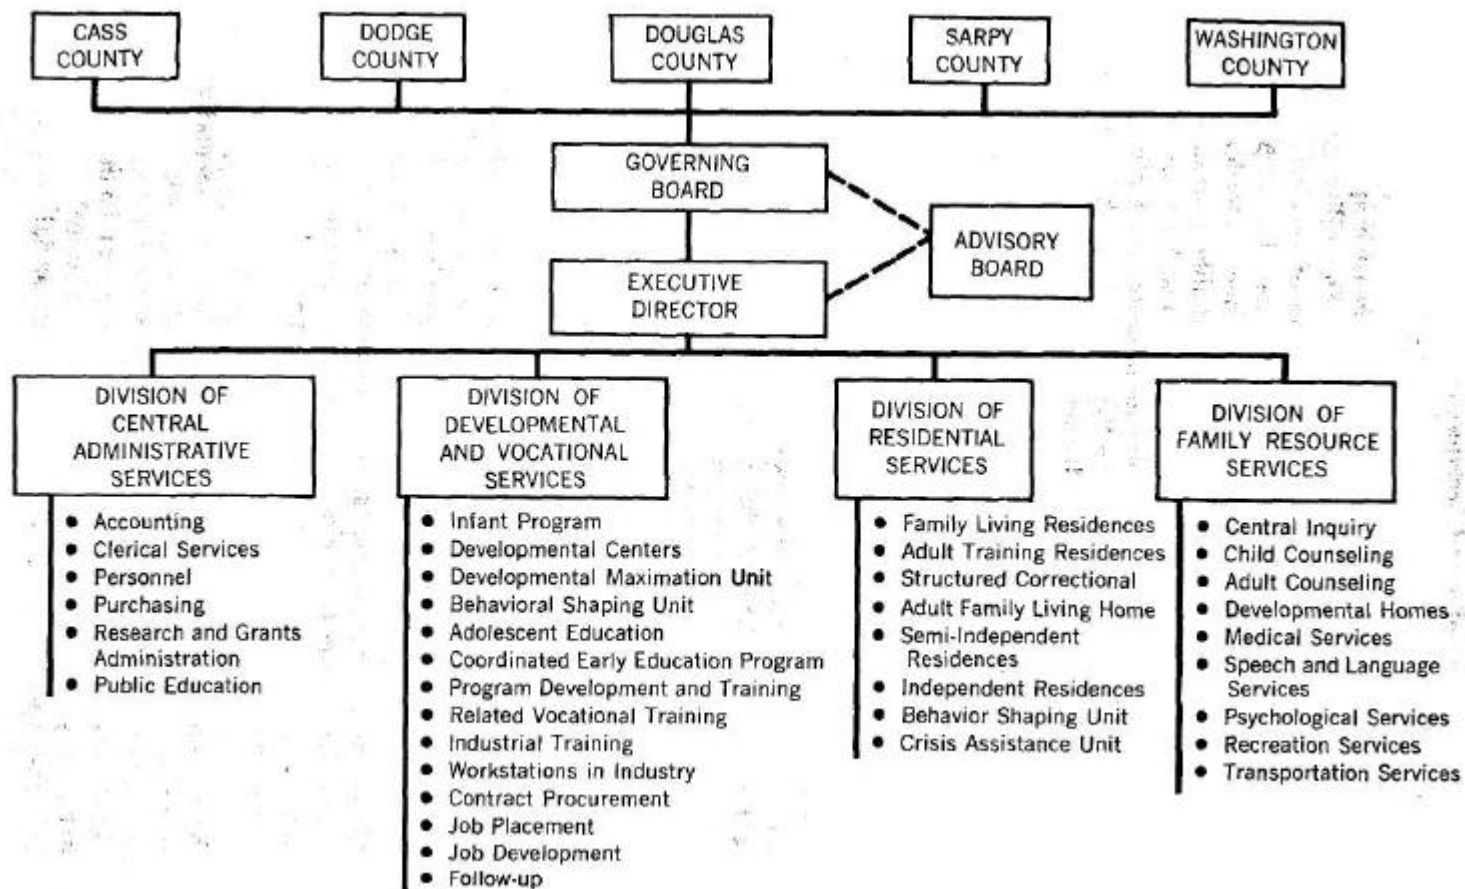 CASS
COUNTY
DODGE
COUNTY
DOUGLAS
COUNTY
SARPY
COUNTY
WASHINGTON
COUNTY
GOVERNING
BOARD
ADVISORY
BOARD
EXECUTIVE
DIRECTOR
DIVISION OF
CENTRAL
ADMINISTRATIVE
SERVICES
● Accounting
● Clerical Services
● Personnel
● Purchasing
● Research and Grants
Administration
● Public Education
DIVISION OF
DEVELOPMENTAL
AND VOCATIONAL
SERVICES
● Infant Program
● Developmental Centers
● Developmental Maximation Unit
● Behavioral Shaping Unit
● Adolescent Education
● Coordinated Early Education Program
● Program Development and Training
● Related Vocational Training
● Industrial Training
● Workstations in Industry
● Contract Procurement
● Job Placement
● Job Development
● Follow-up
DIVISION OF
RESIDENTIAL
SERVICES
● Family Living Residences
● Adult Training Residences
● Structured Correctional
● Adult Family Living Home
● Semi-Independent
Residences
● Independent Residences
● Behavior Shaping Unit
● Crisis Assistance Unit
DIVISION OF
FAMILY RESOURCE
SERVICES
● Central Inquiry
● Child Counseling
● Adult Counseling
● Developmental Homes
● Medical Services
● Speech and Language
Services
● Psychological Services
● Recreation Services
● Transportation Services